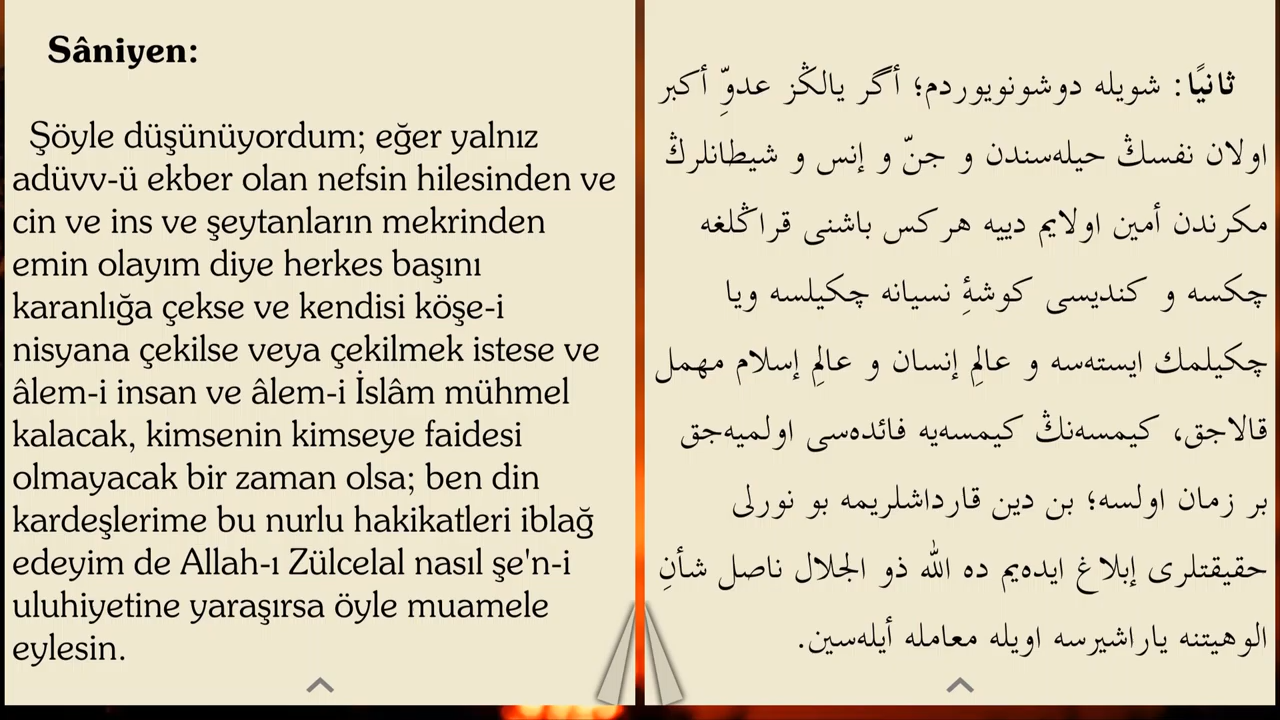 Sâniyen:
Şöyle düşünüyordum; eğer yalnız
adüvv-ü ekber olan nefsin hilesinden ve
cin ve ins ve şeytanların mekrinden
emin olayım diye herkes başını
karanlığa çekse ve kendisi köşe-i
nisyana çekilse veya çekilmek istese ve
âlem-i insan ve âlem-i İslâm mühmel
kalacak, kimsenin kimseye faidesi
olmayacak bir zaman olsa; ben din
kardeşlerime bu nurlu hakikatleri iblağ
edeyim de Allah-ı Zülcelal nasıl şe'n-i
uluhiyetine yaraşırsa öyle muamele
eylesin.
ثانيًا: شويله دوشونويوردم؛ أگر يالڭز عدوِّ أكبر
اولان نفسڭ حيله‌سندن و جنّ و إنس و شيطانلرڭ
مكرندن أمين اولايم دييه هركس باشنى قراڭلغه
چكسه و كنديسى كوشهٔ نسيانه چكيلسه ويا
چكيلمك ايسته‌سه و عالمِ إنسان و عالمِ إسلام مهمل
قالاجق، كيمسه‌نڭ كيمسه‌يه فائده‌سى اولميه‌جق
بر زمان اولسه؛ بن دين قارداشلريمه بو نورلى
حقيقتلرى إبلاغ ايده‌يم ده الله ذو الجلال ناصل شأنِ
الوهيتنه ياراشيرسه اويله معامله أيله‌سين.